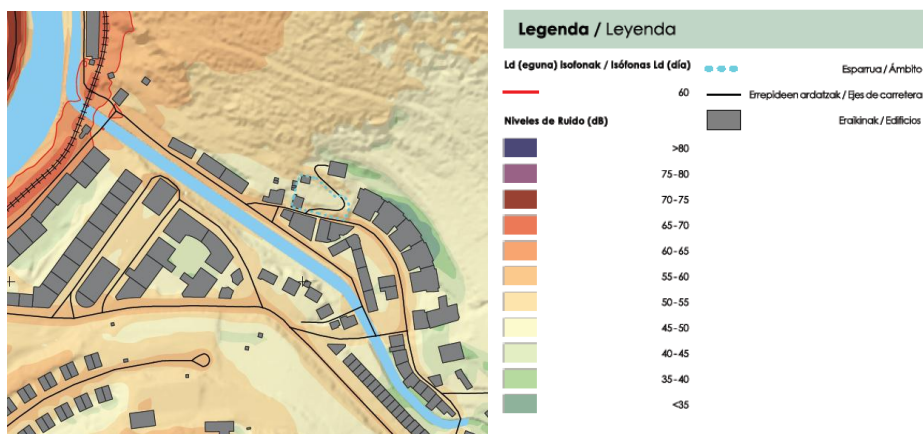 Legenda / Leyenda
Ld (eguna) Isofonak / Isófonas Ld (día)
60
Niveles de Ruido (dB)
>80
75-80
70-75
65-70
60-65
55-60
50-55
45-50
40-45
35-40
<35
Esparrua / Ámbito
Errepideen ardatzak / Ejes de carretera
Eraikinak / Edificios